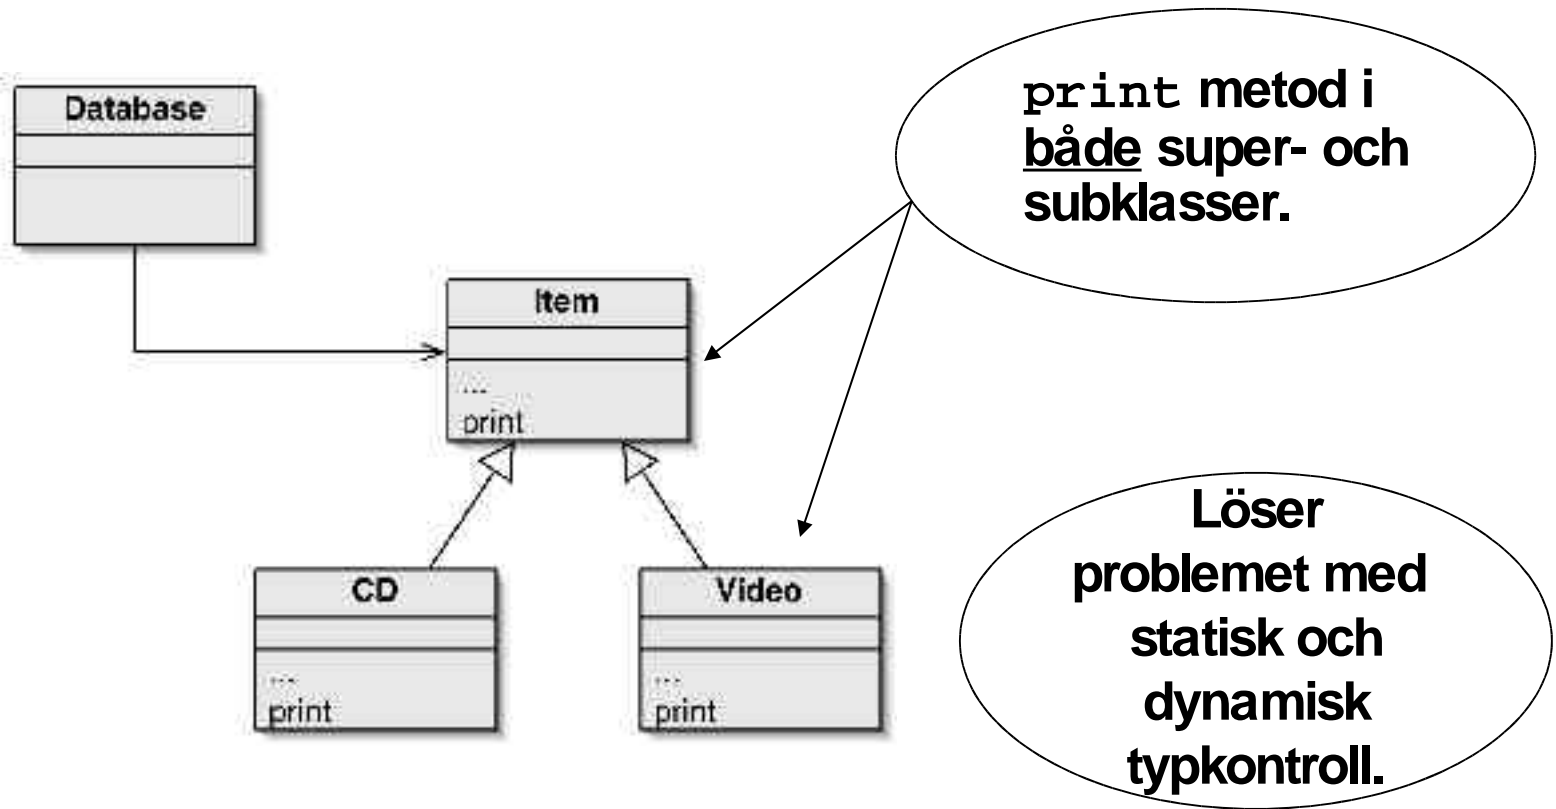 Database
Item
...
print
CD
...
print
Video
...
print
print metod i
både super- och
subklasser.
Löser
problemet med
statisk och
dynamisk
typkontroll.